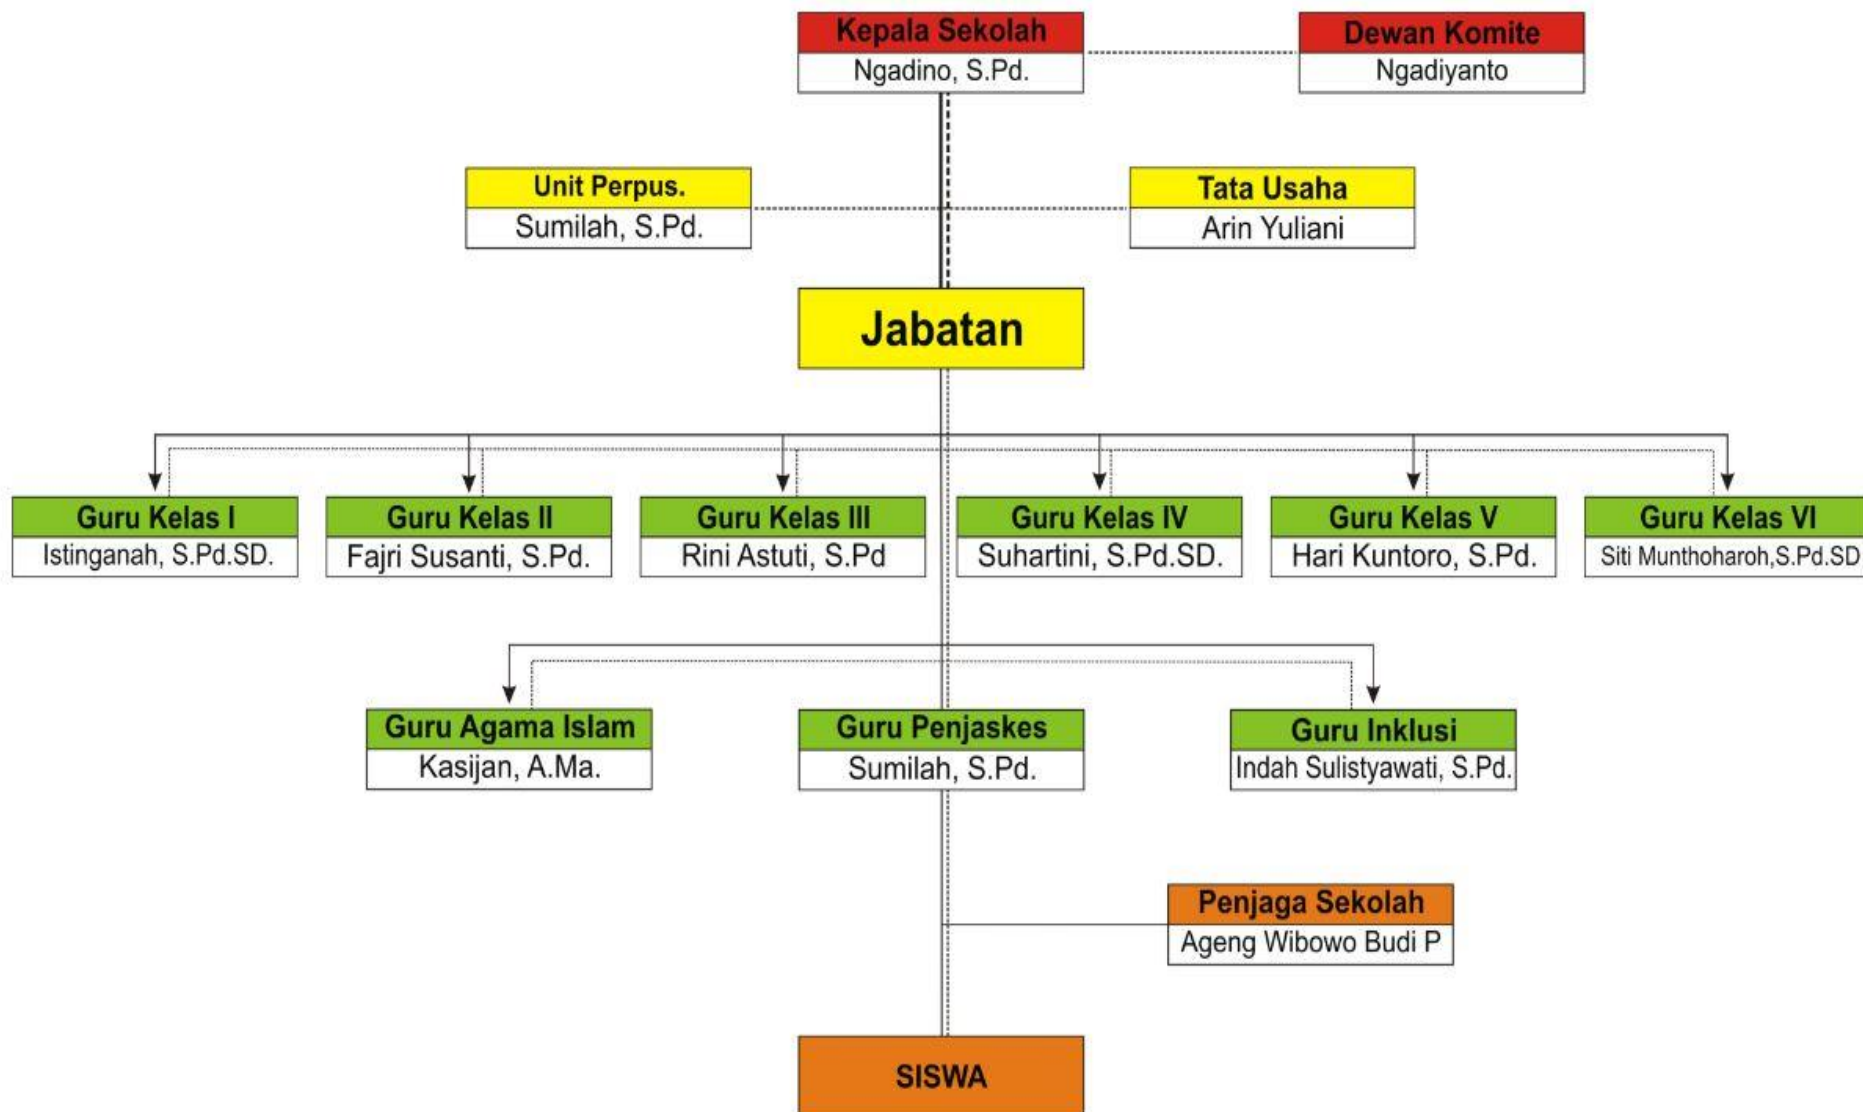 Kepala Sekolah
Ngadino, S.Pd.
Dewan Komite
Ngadiyanto
Unit Perpus.
Sumilah, S.Pd.
Tata Usaha
Arin Yuliani
Jabatan
Guru Kelas I
Istinganah, S.Pd.SD.
Guru Kelas II
Fajri Susanti, S.Pd.
Guru Kelas III
Rini Astuti, S.Pd
Guru Kelas IV
Suhartini, S.Pd.SD.
Guru Kelas V
Hari Kuntoro, S.Pd.
Guru Kelas VI
Siti Munthoharoh,S.Pd.SD
Guru Agama Islam
Kasijan, A.Ma.
Guru Penjaskes
Sumilah, S.Pd.
Guru Inklusi
Indah Sulistyawati, S.Pd.
Penjaga Sekolah
Ageng Wibowo Budi P
SISWA